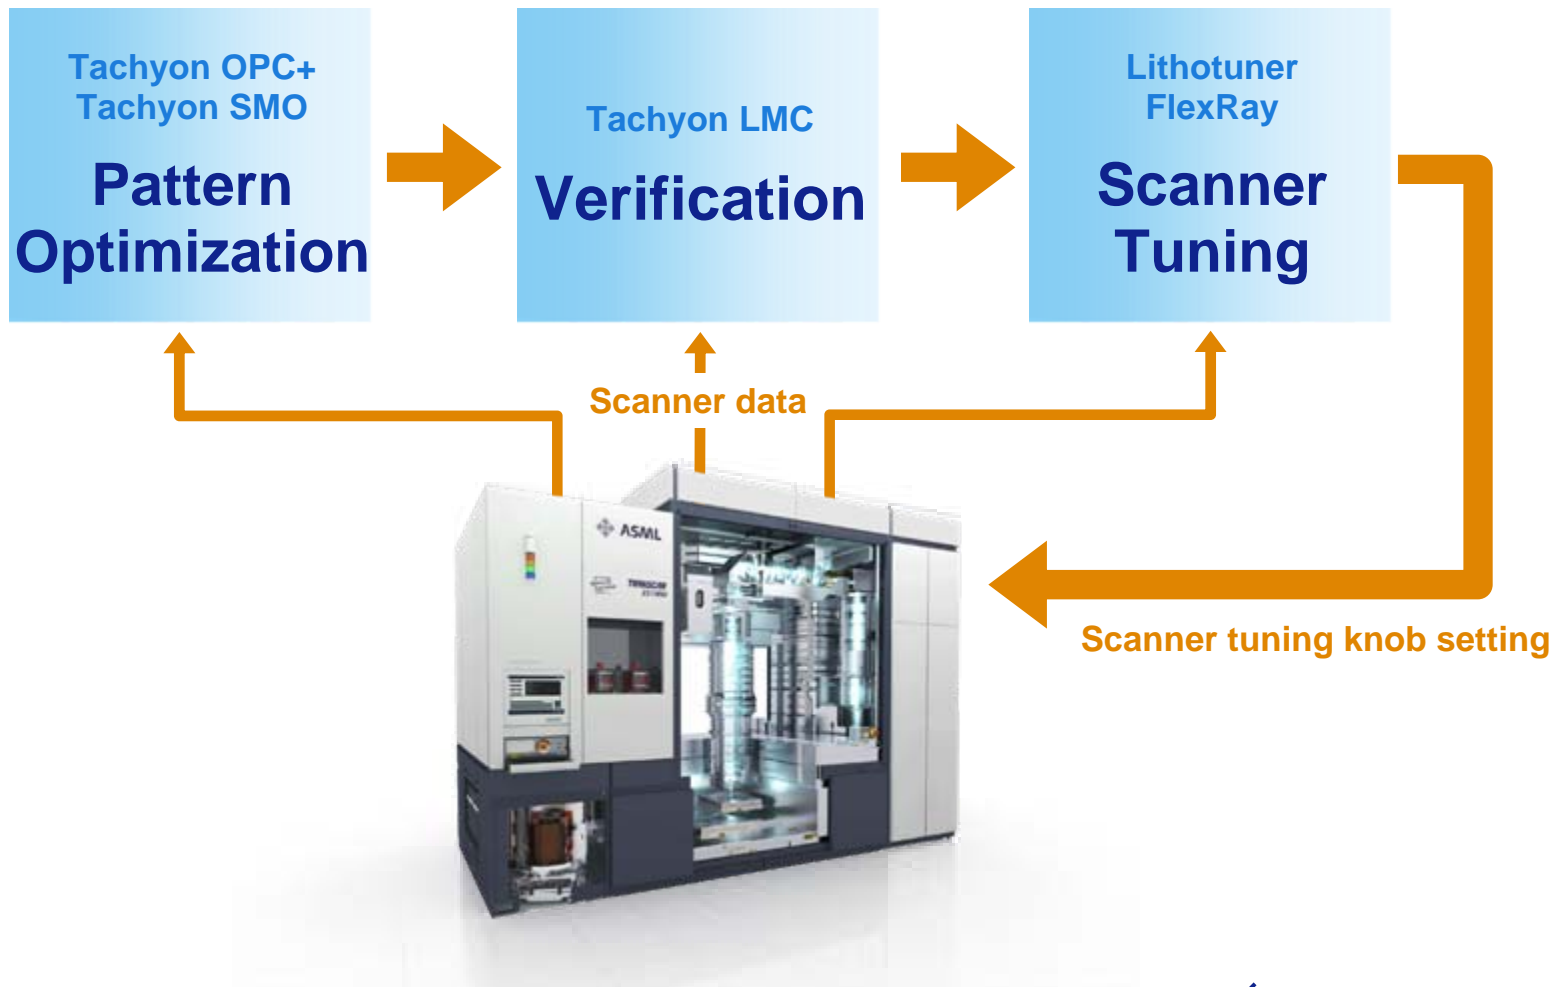 Tachyon OPC+
Tachyon SMO
Pattern
Optimization
Tachyon LMC
Verification
Lithotuner
FlexRay
Scanner
Tuning
Scanner data
ASML
Scanner tuning knob setting